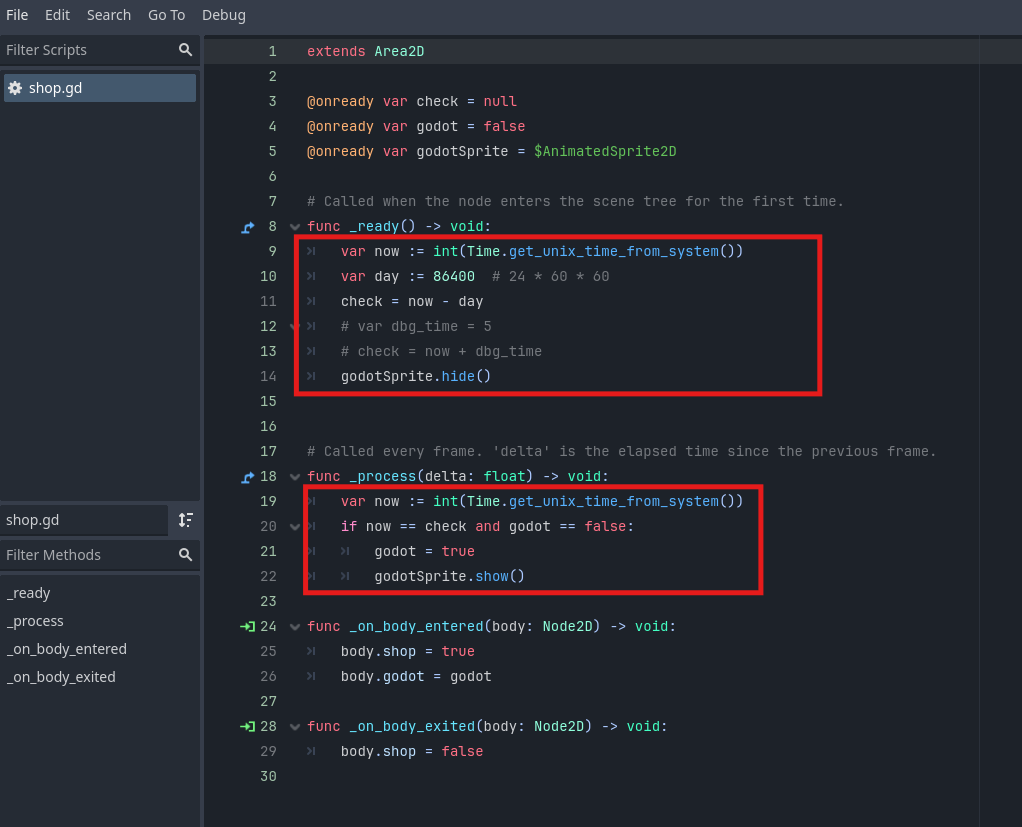 File Edit Search Go To Debug
Filter Scripts
shop.gd
shop.gd
Filter Methods
_ready
_process
_on_body_entered
_on_body_exited
1 extends Area2D
2
3 @onready var check = null
4 @onready var godot = false
5 @onready var godotSprite = $AnimatedSprite2D
6
7 # Called when the node enters the scene tree for the first time.
8 func _ready() -> void:
9 var now := int(Time.get_unix_time_from_system())
10 var day := 86400 # 24 * 60 * 60
11 check = now - day
12 # var dbg_time = 5
13 # check = now + dbg_time
14 godotSprite.hide()
15
16
17 # Called every frame. 'delta' is the elapsed time since the previous frame.
18 func _process(delta: float) -> void:
19 var now := int(Time.get_unix_time_from_system())
20 if now == check and godot == false:
21 godot = true
22 godotSprite.show()
23
24 func _on_body_entered(body: Node2D) -> void:
25 body.shop = true
26 body.godot = godot
27
28 func _on_body_exited(body: Node2D) -> void:
29 body.shop = false
30